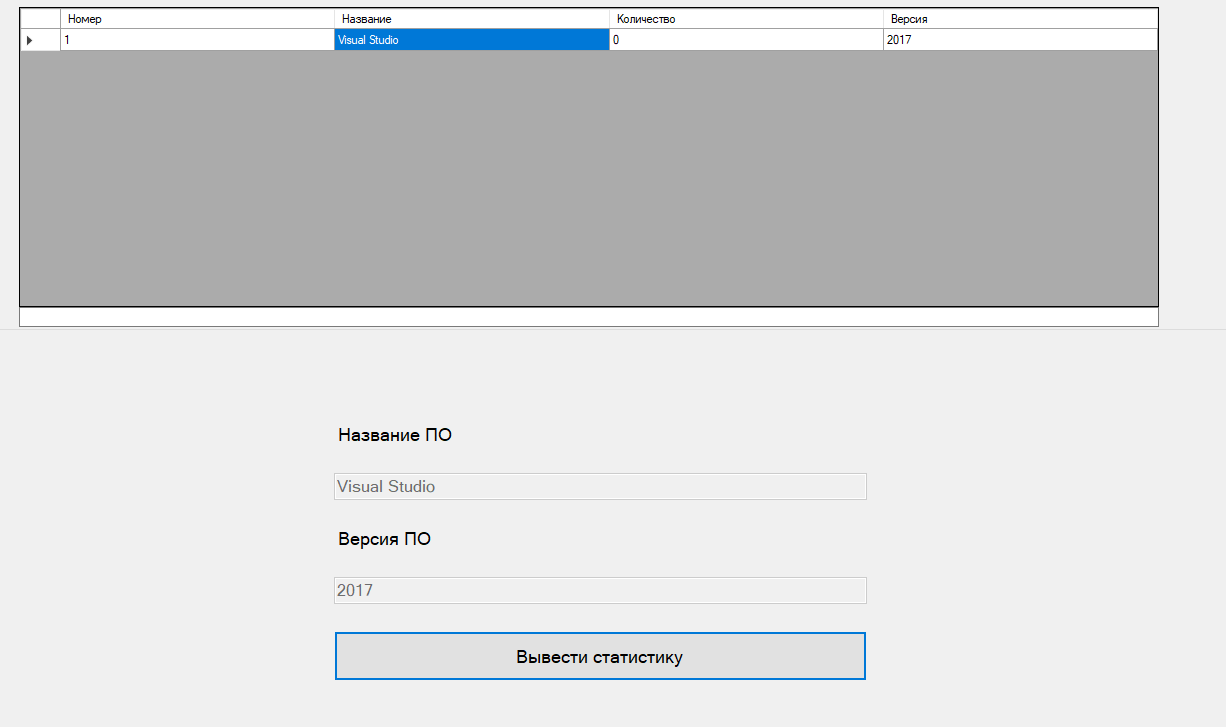 Номер Название Количество Версия
1 Visual Studio 0 2017
Название ПО
Visual Studio
Версия ПО
2017
Вывести статистику